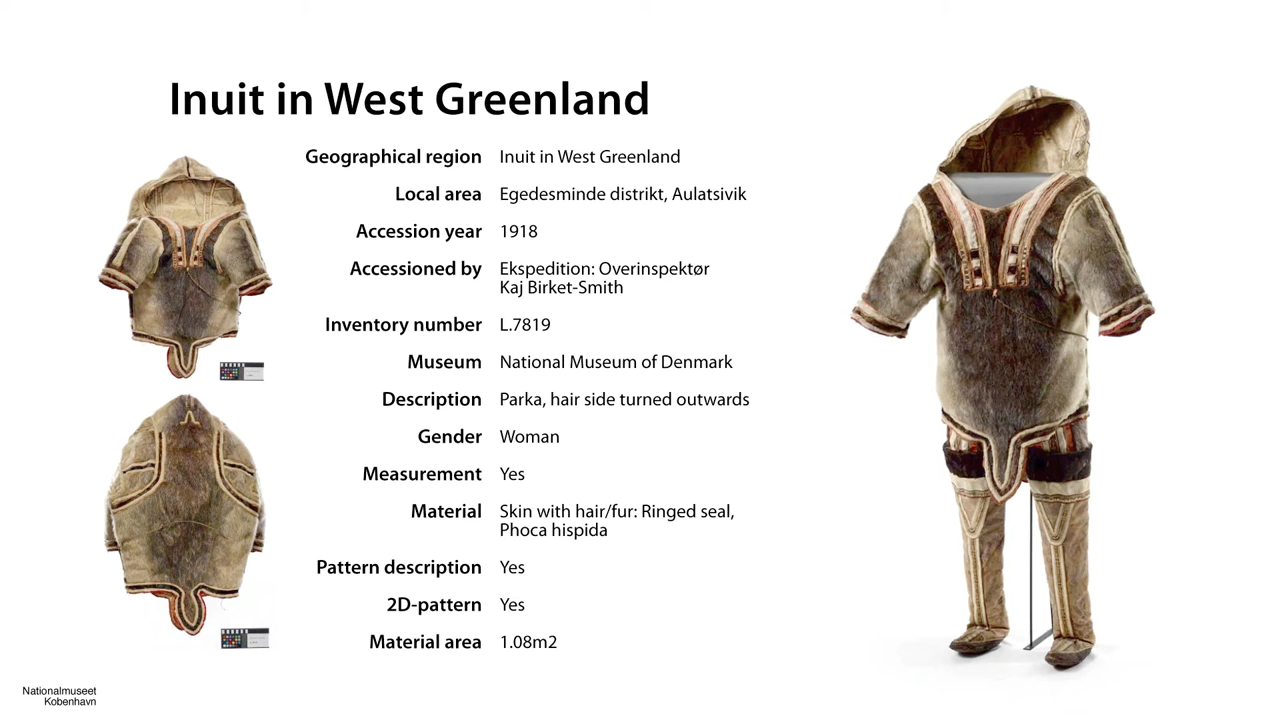 Inuit in West Greenland
Geographical region Inuit in West Greenland
Local area Egedesminde distrikt, Aulatsivik
Accession year 1918
Accessioned by Ekspedition: Overinspektør
Kaj Birket-Smith
Inventory number L.7819
Museum National Museum of Denmark
Description Parka, hair side turned outwards
Gender Woman
Measurement Yes
Material Skin with hair/fur: Ringed seal,
Phoca hispida
Pattern description Yes
2D-pattern Yes
Material area 1.08m2
Nationalmuseet
Kobenhavn